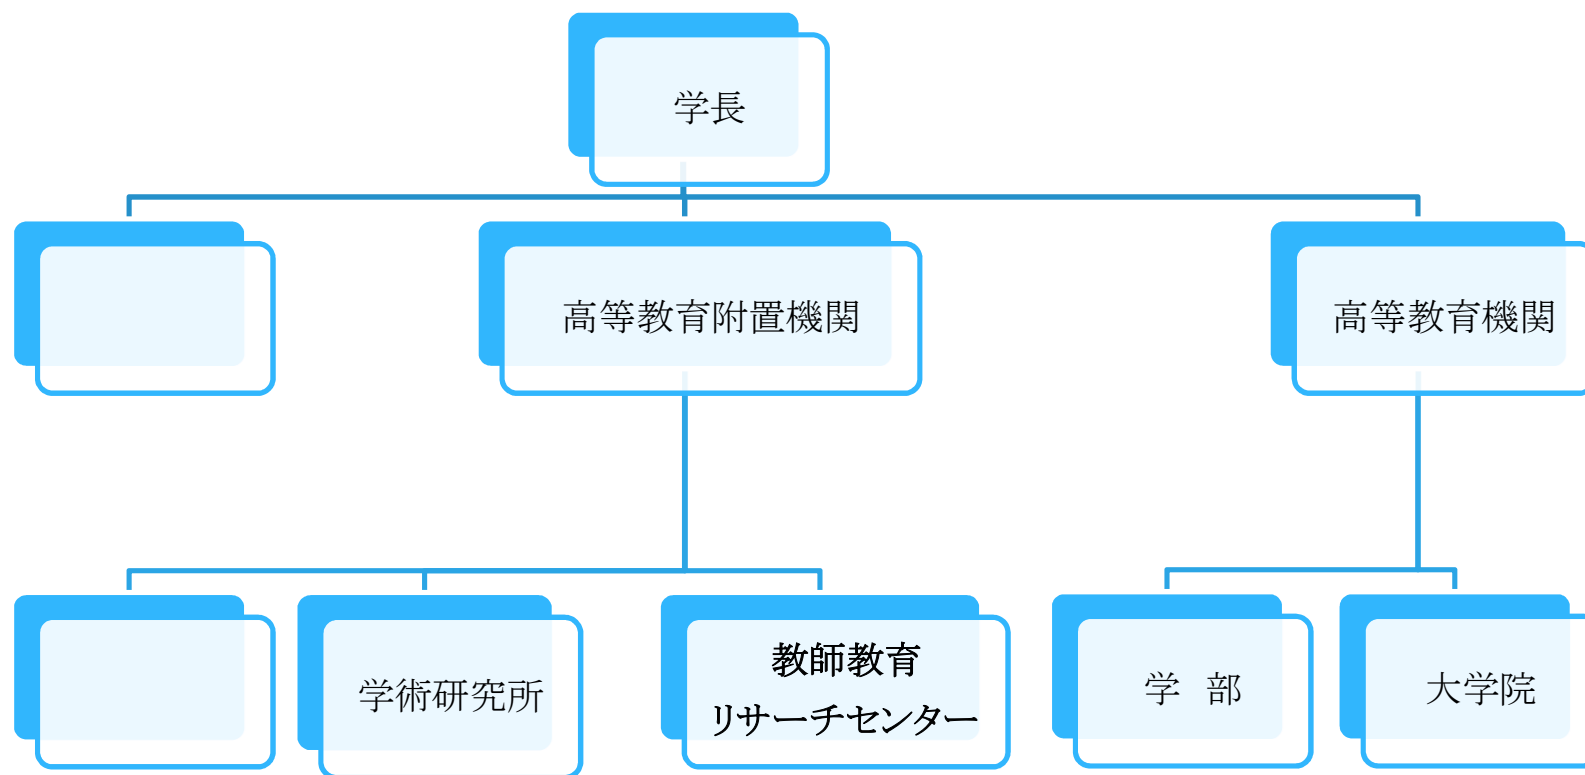 学長
高等教育附置機関
高等教育機関
学術研究所
教師教育
リサーチセンター
学　部
大学院